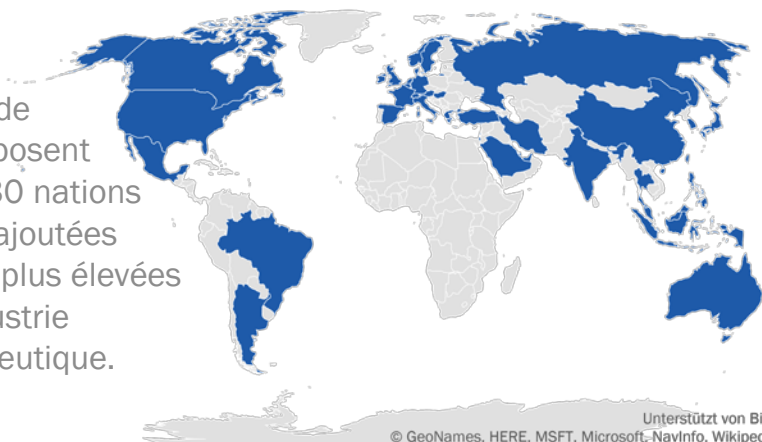 de
posent
30 nations
ajoutées
plus élevées
ustrie
eutique.
Unterstützt von Bi
© GeoNames, HERE, MSFT, Microsoft, NavInfo, Wikiped